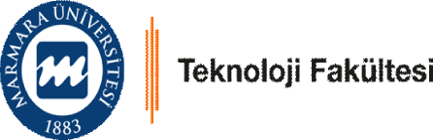 MARMARA ÜNİVERSİTESİ
m
1883
Teknoloji Fakültesi